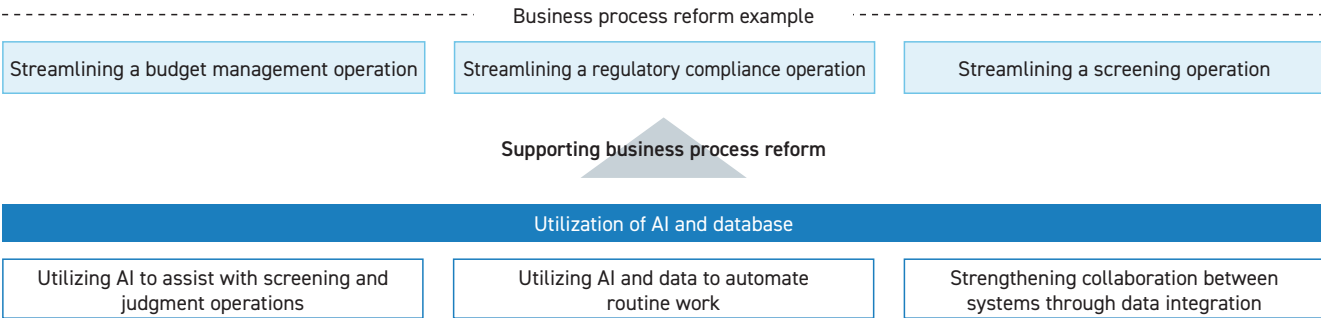 Business process reform example
Streamlining a budget management operation
Streamlining a regulatory compliance operation
Streamlining a screening operation
Supporting business process reform
Utilization of AI and database
Utilizing AI to assist with screening and
judgment operations
Utilizing AI and data to automate
routine work
Strengthening collaboration between
systems through data integration